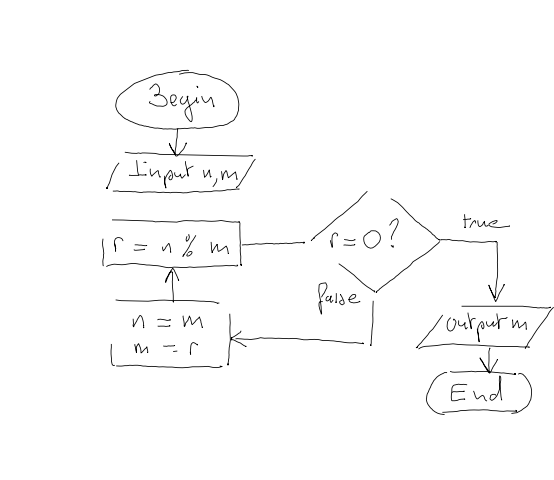 Begin
Input n,m
r = n % m
r = 0 ?
true
false
n = m
m = r
output m
End